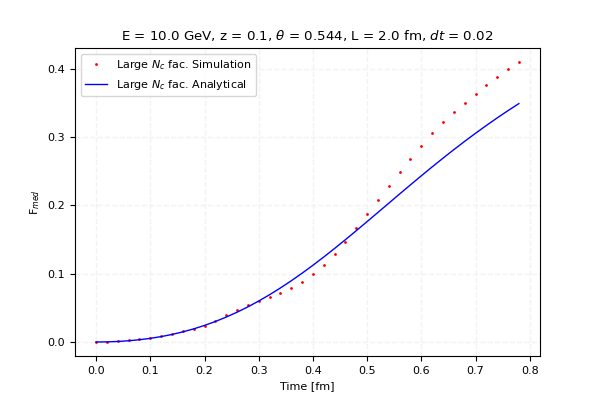 E = 10.0 GeV, z = 0.1, θ = 0.544, L = 2.0 fm, dt = 0.02
Large N_c fac. Simulation
Large N_c fac. Analytical
0.4
0.3
0.2
0.1
0.0
F_med
0.0 0.1 0.2 0.3 0.4 0.5 0.6 0.7 0.8
Time [fm]